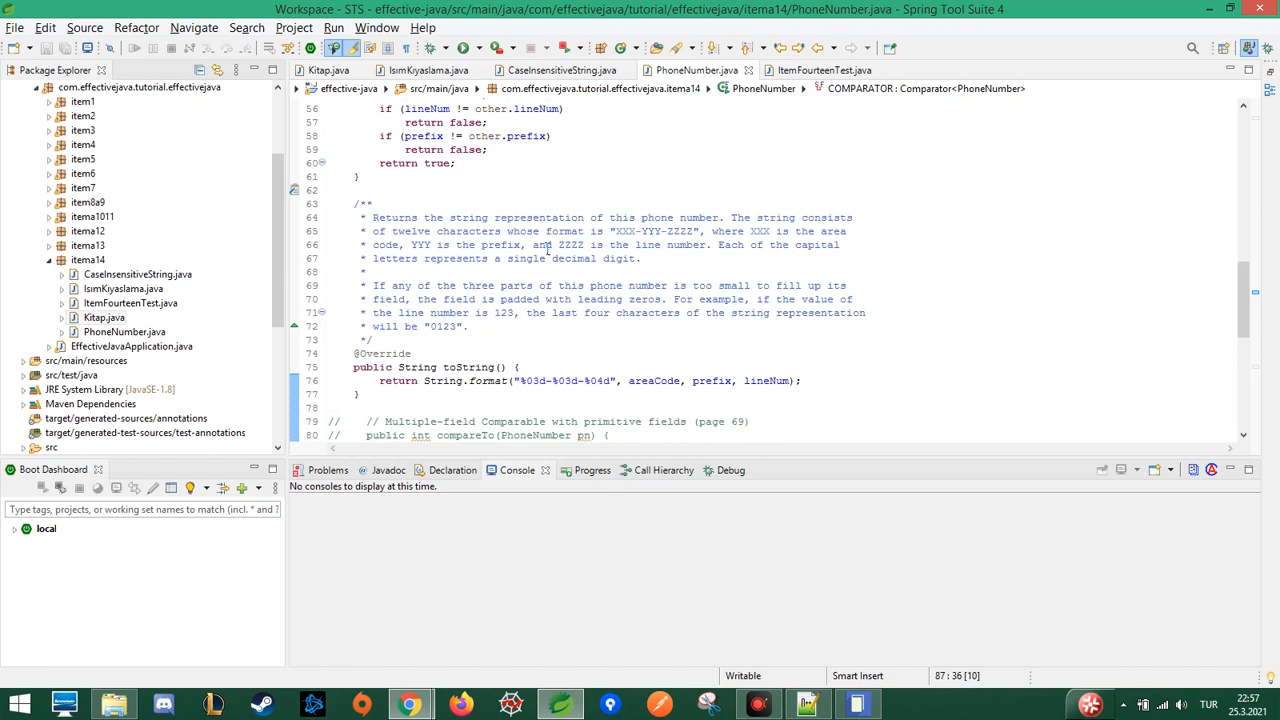 Workspace - STS - effective-java/src/main/java/com/effectivejava/tutorial/effectivejava/itema14/PhoneNumber.java - Spring Tool Suite 4
File Edit Source Refactor Navigate Search Project Run Window Help
Package Explorer
com.effectivejava.tutorial.effectivejava
item1
item2
item3
item4
item5
item6
item7
item8a9
itema1011
itema12
itema13
itema14
CaseInsensitiveString.java
IsımKıyaslama.java
ItemFourteenTest.java
Kitap.java
PhoneNumber.java
EffectiveJavaApplication.java
src/main/resources
src/test/java
JRE System Library [JavaSE-1.8]
Maven Dependencies
target/generated-sources/annotations
target/generated-test-sources/test-annotations
src
Kitap.java IsımKıyaslama.java CaseInsensitiveString.java PhoneNumber.java ItemFourteenTest.java
effective-java src/main/java com.effectivejava.tutorial.effectivejava.itema14 PhoneNumber COMPARATOR : Comparator<PhoneNumber>
56 if (lineNum != other.lineNum)
57 return false;
58 if (prefix != other.prefix)
59 return false;
60 return true;
61 }
62
63 /**
64 * Returns the string representation of this phone number. The string consists
65 * of twelve characters whose format is "XXX-YYY-ZZZZ", where XXX is the area
66 * code, YYY is the prefix, and ZZZZ is the line number. Each of the capital
67 * letters represents a single decimal digit.
68 *
69 * If any of the three parts of this phone number is too small to fill up its
70 * field, the field is padded with leading zeros. For example, if the value of
71 * the line number is 123, the last four characters of the string representation
72 * will be "0123".
73 */
74 @Override
75 public String toString() {
76 return String.format("%03d-%03d-%04d", areaCode, prefix, lineNum);
77 }
78
79 // // Multiple-field Comparable with primitive fields (page 69)
80 // public int compareTo(PhoneNumber pn) {
Boot Dashboard
Type tags, projects, or working set names to match (incl. * and
local
Problems Javadoc Declaration Console Progress Call Hierarchy Debug
No consoles to display at this time.
Writable Smart Insert 87 : 36 [10]
TUR
22:57
25.3.2021